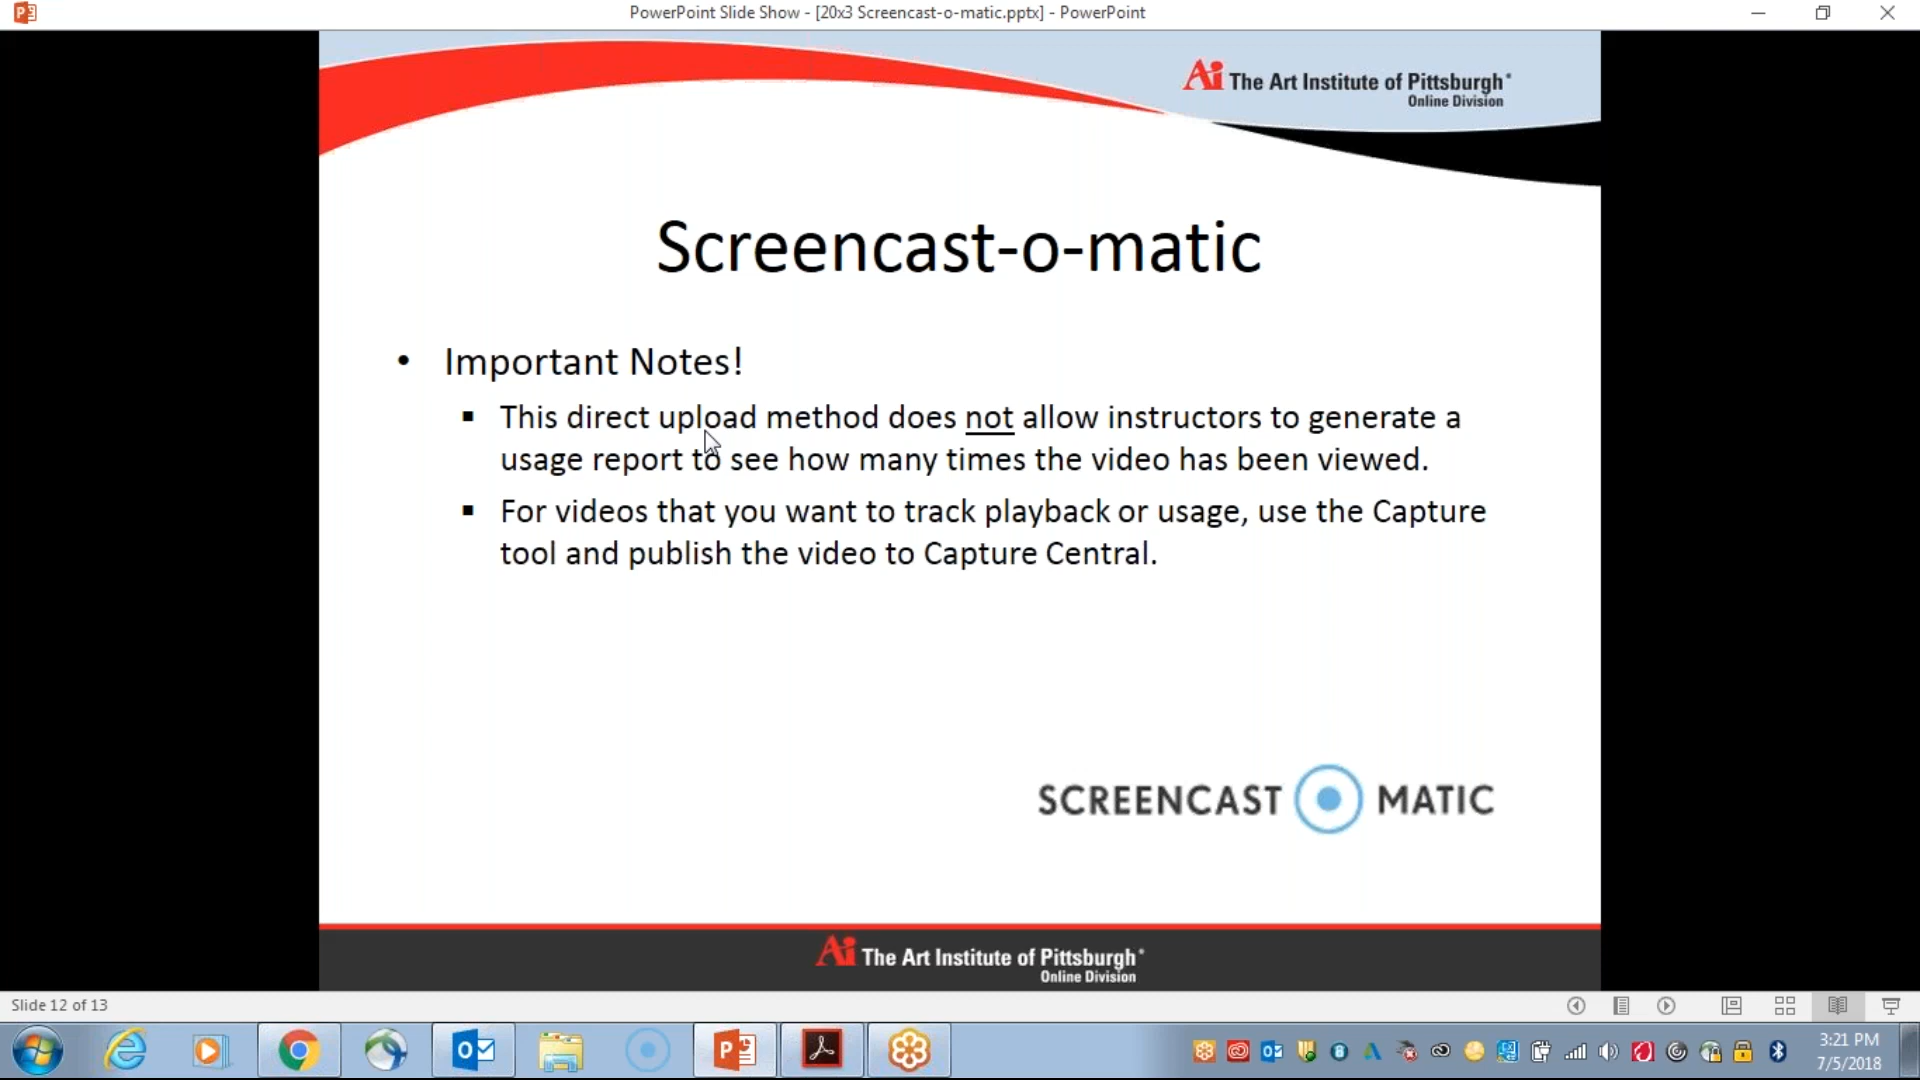 PowerPoint Slide Show - [20x3 Screencast-o-matic.pptx] - PowerPoint
Ai The Art Institute of Pittsburgh®
Online Division
Screencast-o-matic
• Important Notes!
▪ This direct upload method does not allow instructors to generate a
usage report to see how many times the video has been viewed.
▪ For videos that you want to track playback or usage, use the Capture
tool and publish the video to Capture Central.
SCREENCAST MATIC
Ai The Art Institute of Pittsburgh®
Online Division
Slide 12 of 13
3:21 PM
7/5/2018